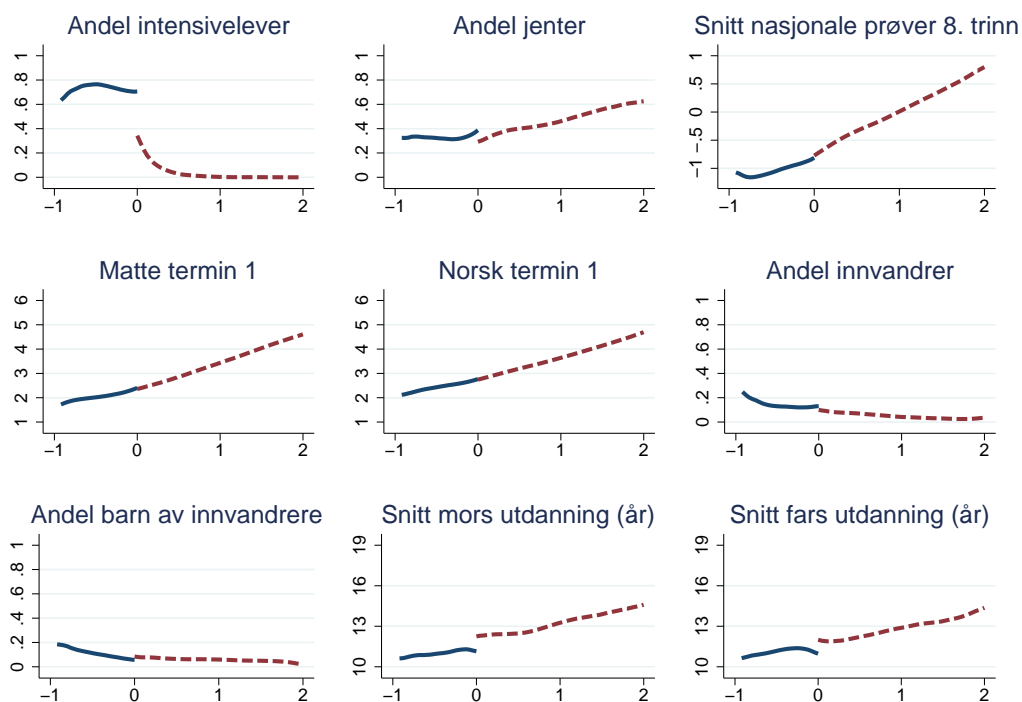 Andel intensivelever
1
.8
.6
.4
.2
0
−1 0 1 2
Andel jenter
1
.8
.6
.4
.2
0
−1 0 1 2
Snitt nasjonale prøver 8. trinn
1
.5
0
−.5
−1
−1 0 1 2
Matte termin 1
6
5
4
3
2
1
−1 0 1 2
Norsk termin 1
6
5
4
3
2
1
−1 0 1 2
Andel innvandrer
1
.8
.6
.4
.2
0
−1 0 1 2
Andel barn av innvandrere
1
.8
.6
.4
.2
0
−1 0 1 2
Snitt mors utdanning (år)
19
16
13
10
−1 0 1 2
Snitt fars utdanning (år)
19
16
13
10
−1 0 1 2